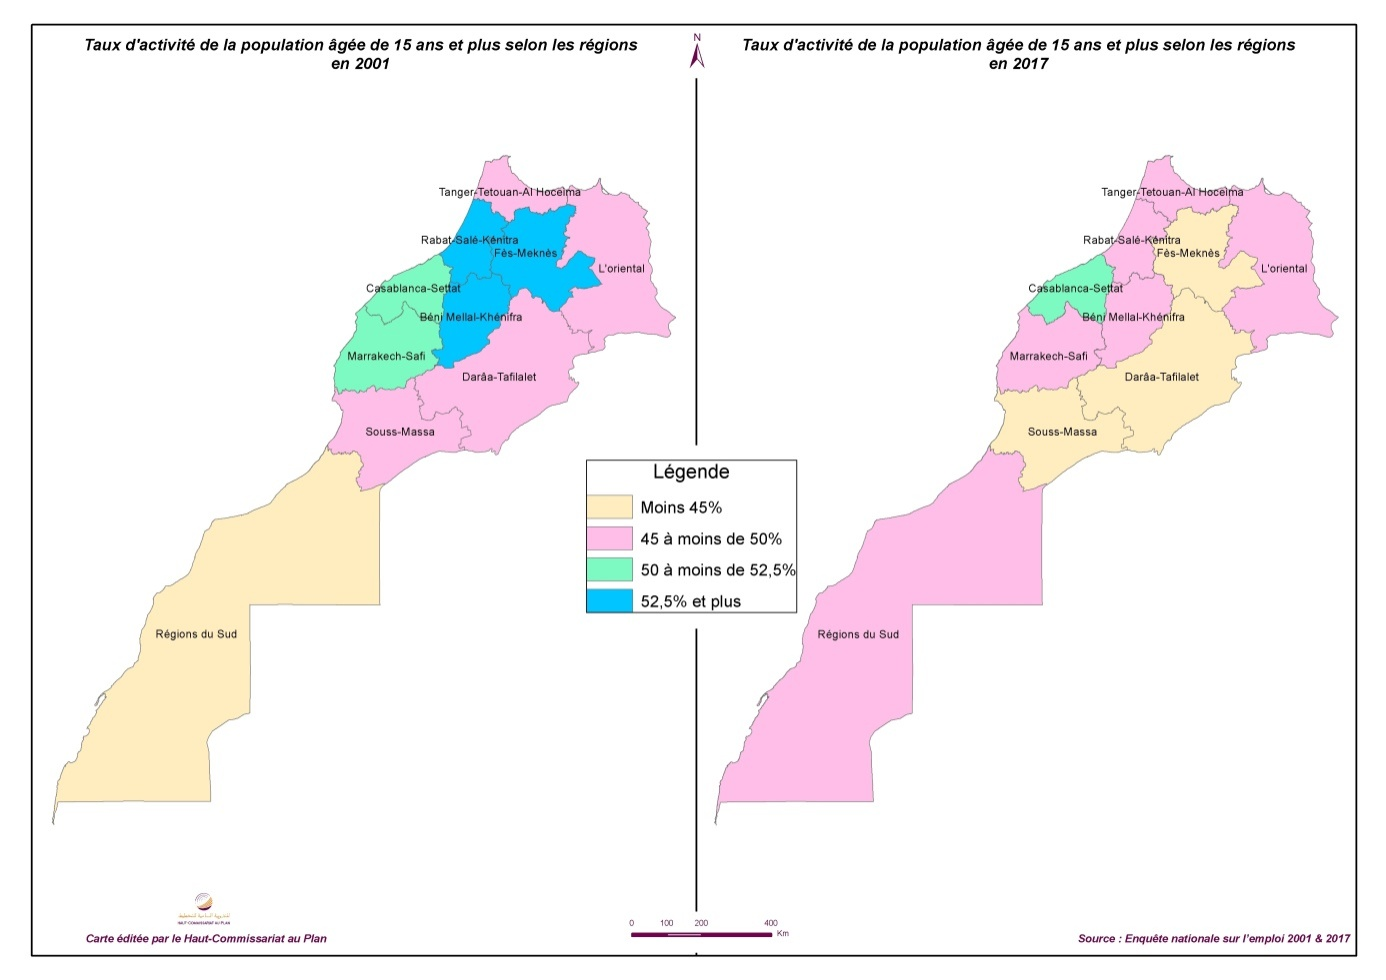 Taux d'activité de la population âgée de 15 ans et plus selon les régions
en 2001
N
Taux d'activité de la population âgée de 15 ans et plus selon les régions
en 2017
Tanger-Tetouan-Al Hoceïma
Rabat-Salé-Kénitra
Fès-Meknès
L'oriental
Casablanca-Settat
Béni Mellal-Khénifra
Marrakech-Safi
Darâa-Tafilalet
Souss-Massa
Régions du Sud
Tanger-Tetouan-Al Hoceïma
Rabat-Salé-Kénitra
Fès-Meknès
L'oriental
Casablanca-Settat
Béni Mellal-Khénifra
Marrakech-Safi
Darâa-Tafilalet
Souss-Massa
Régions du Sud
Légende
Moins 45%
45 à moins de 50%
50 à moins de 52,5%
52,5% et plus
HAUT-COMMISSARIAT AU PLAN
Carte éditée par le Haut-Commissariat au Plan
0 100 200 400
Km
Source : Enquête nationale sur l'emploi 2001 & 2017